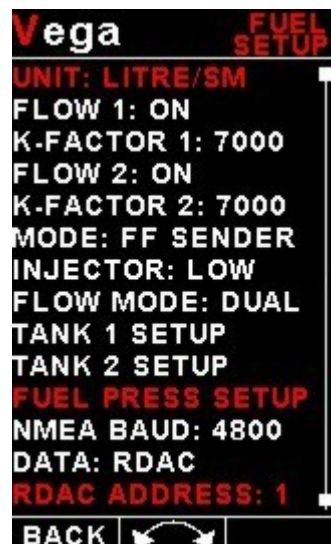 Vega FUEL SETUP
UNIT: LITRE/SM
FLOW 1: ON
K-FACTOR 1: 7000
FLOW 2: ON
K-FACTOR 2: 7000
MODE: FF SENDER
INJECTOR: LOW
FLOW MODE: DUAL
TANK 1 SETUP
TANK 2 SETUP
FUEL PRESS SETUP
NMEA BAUD: 4800
DATA: RDAC
RDAC ADDRESS: 1
BACK